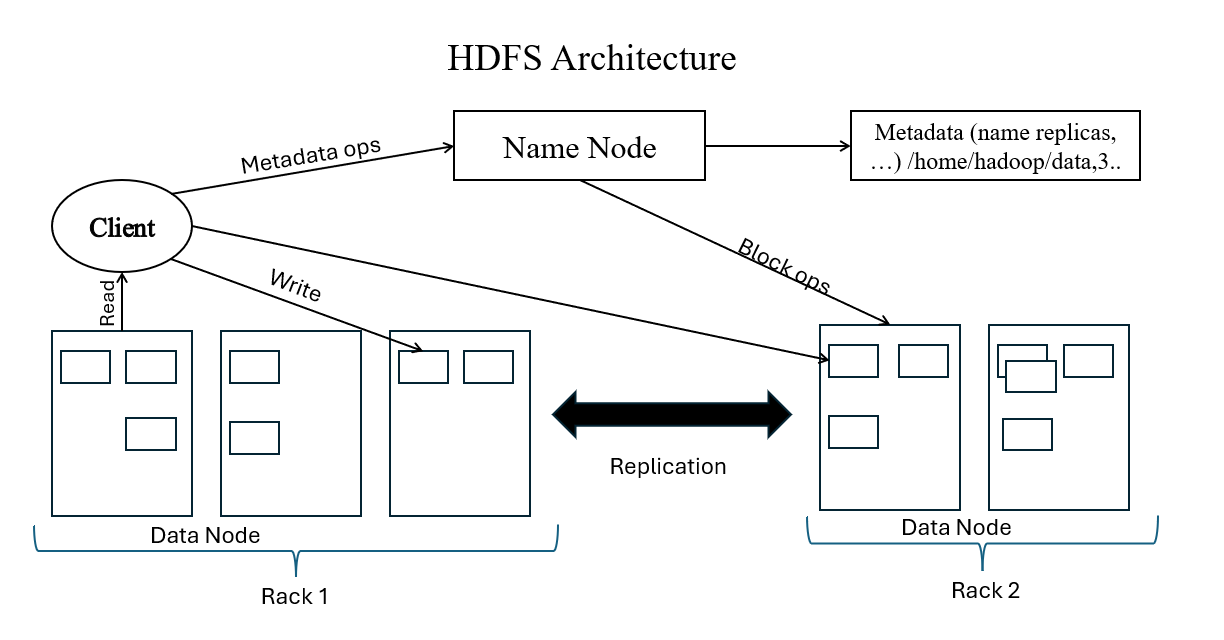 HDFS Architecture
Metadata ops
Name Node
Metadata (name replicas,
…) /home/hadoop/data,3..
Client
Block ops
Write
Read
Replication
Data Node
Data Node
Rack 1
Rack 2